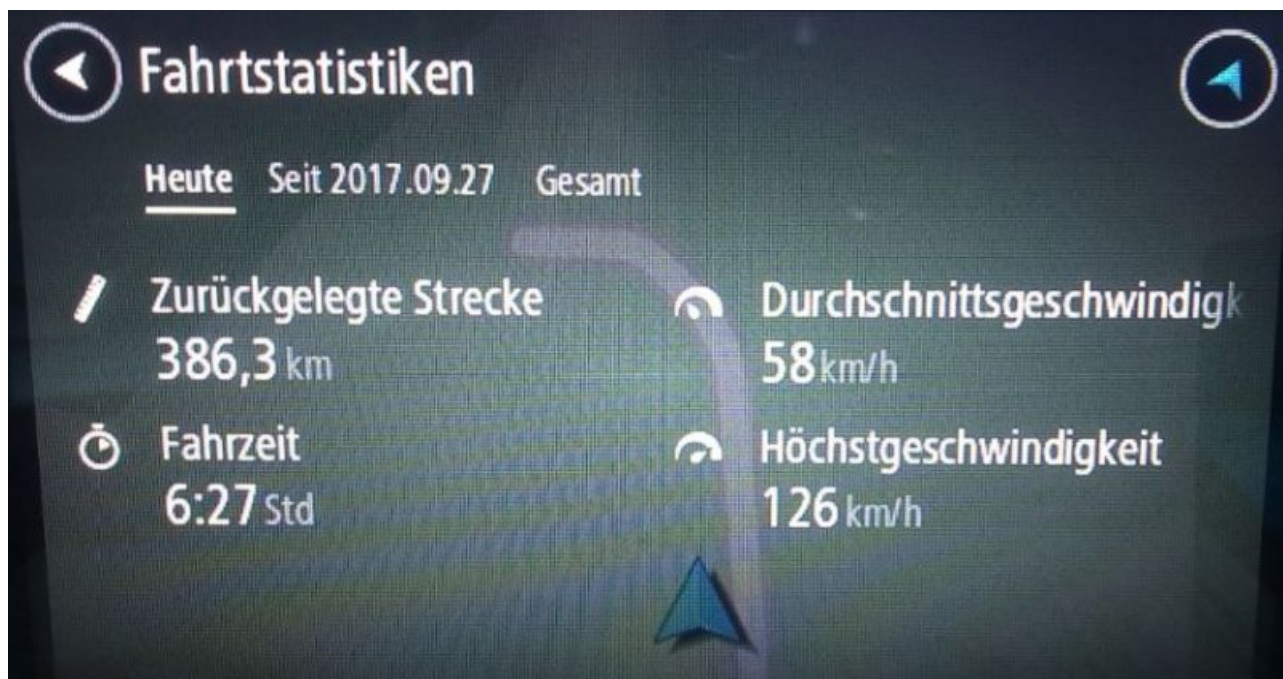 Fahrtstatistiken
Heute Seit 2017.09.27 Gesamt
Zurückgelegte Strecke
386,3 km
Durchschnittsgeschwindigk
58 km/h
Fahrzeit
6:27 Std
Höchstgeschwindigkeit
126 km/h